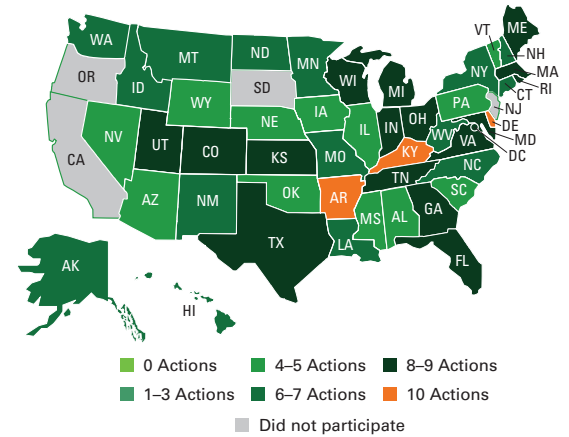 ME
VT
WA
NH
MT
ND
MN
OR
MA
WI
NY
ID
SD
RI
MI
CT
WY
PA
IA
NJ
NE
OH
DE
NV
IL
IN
MD
UT
WV
VA
CO
CA
KS
MO
KY
DC
NC
TN
OK
AZ
NM
AR
SC
MS
AL
GA
TX
LA
FL
AK
HI
0 Actions
4–5 Actions
8–9 Actions
1–3 Actions
6–7 Actions
10 Actions
Did not participate